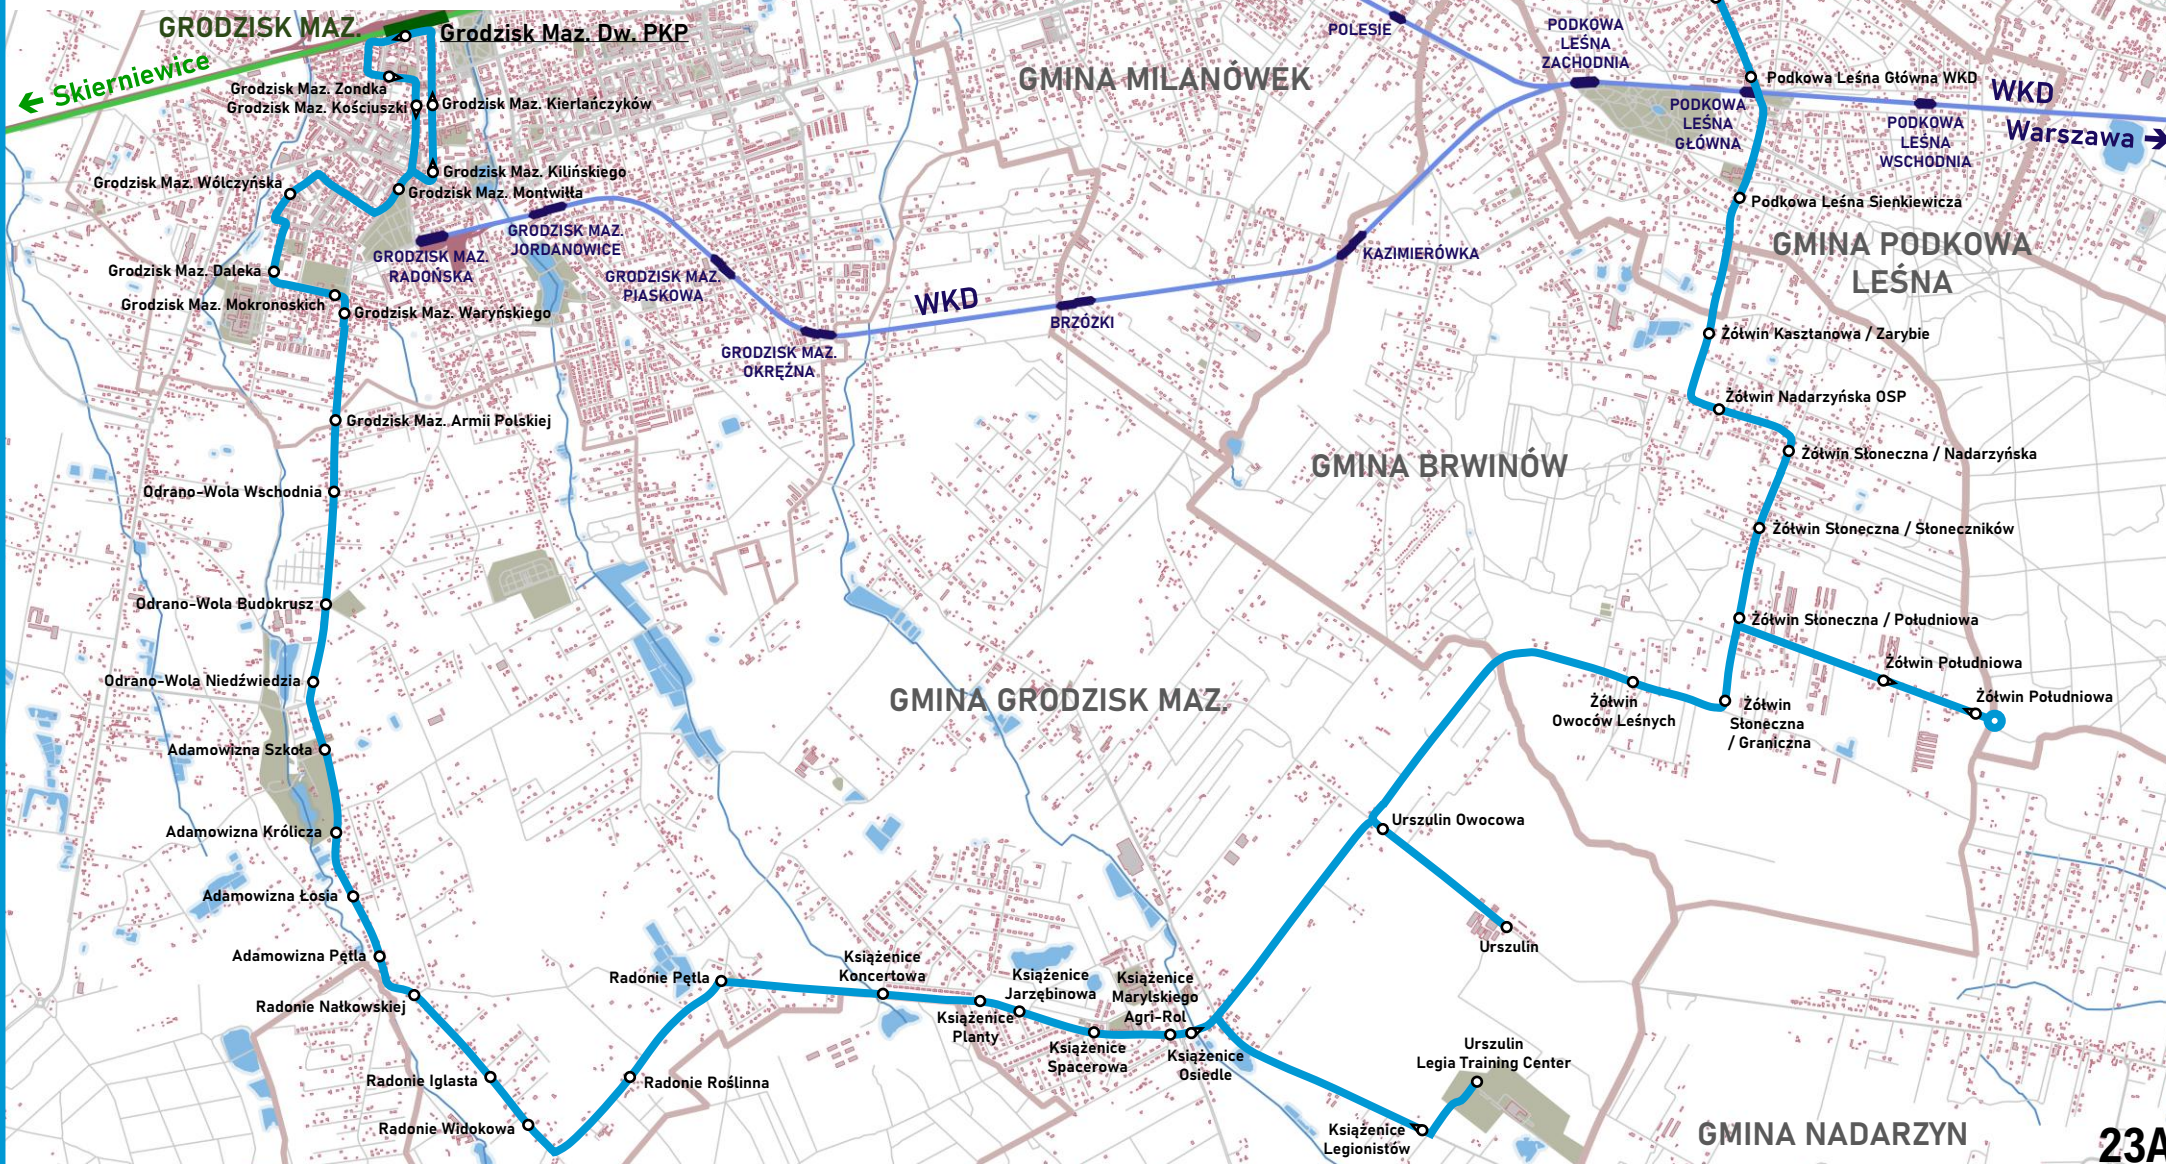 GRODZISK MAZ.
Grodzisk Maz. Dw. PKP
← Skierniewice
Grodzisk Maz. Żondka
Grodzisk Maz. Kościuszki
Grodzisk Maz. Kierlańczyków
Grodzisk Maz. Kilińskiego
Grodzisk Maz. Wólczyńska
Grodzisk Maz. Montwiłła
GRODZISK MAZ.
RADOŃSKA
GRODZISK MAZ.
JORDANOWICE
GRODZISK MAZ.
PIASKOWA
GRODZISK MAZ.
OKRĘŻNA
WKD
BRZÓZKI
KAZIMIERÓWKA
POLESIE
PODKOWA
LEŚNA
ZACHODNIA
PODKOWA
LEŚNA
GŁÓWNA
PODKOWA
LEŚNA
WSCHODNIA
WKD
Warszawa →
GMINA MILANÓWEK
Podkowa Leśna Główna WKD
Podkowa Leśna Sienkiewicza
GMINA PODKOWA
LEŚNA
Grodzisk Maz. Daleka
Grodzisk Maz. Mokronoskich
Grodzisk Maz. Waryńskiego
Grodzisk Maz. Armii Polskiej
Odrano-Wola Wschodnia
Odrano-Wola Budokrusz
Odrano-Wola Niedźwiedzia
Adamowizna Szkoła
Adamowizna Królicza
Adamowizna Łosia
Adamowizna Pętla
Radonie Nałkowskiej
Radonie Iglasta
Radonie Widokowa
Radonie Roślinna
Radonie Pętla
Książenice
Koncertowa
Książenice
Planty
Książenice
Jarzębinowa
Książenice
Spacerowa
Książenice
Marylskiego
Agri-Rol
Książenice
Osiedle
Książenice
Legionistów
Urszulin
Legia Training Center
Urszulin Owocowa
Urszulin
GMINA GRODZISK MAZ.
GMINA BRWINÓW
Żółwin Kasztanowa / Zarybie
Żółwin Nadarzyńska OSP
Żółwin Słoneczna / Nadarzyńska
Żółwin Słoneczna / Słoneczników
Żółwin Słoneczna / Południowa
Żółwin Południowa
Żółwin Południowa
Żółwin
Owoców Leśnych
Żółwin
Słoneczna
/ Graniczna
GMINA NADARZYN
23A